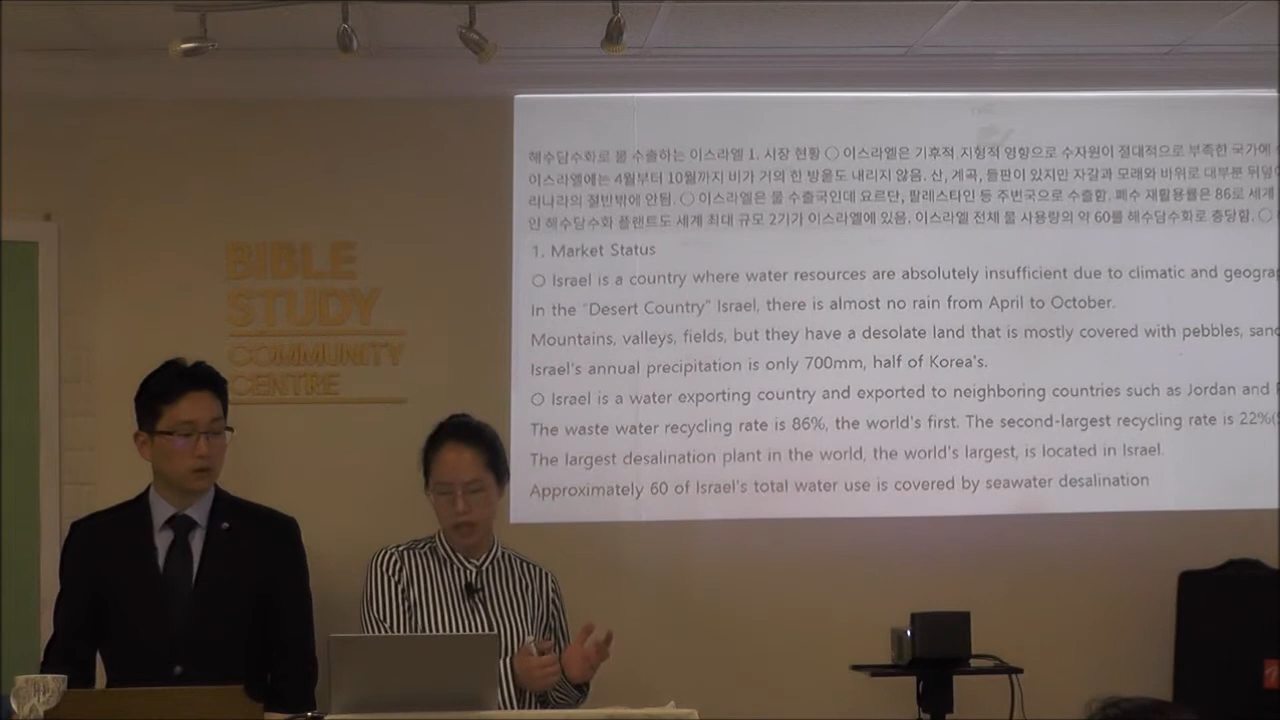 BIBLE
STUDY
COMMUNITY
CENTRE
해수담수화로 물 수출하는 이스라엘 1. 시장 현황 ○ 이스라엘은 기후적 지형적 영향으로 수자원이 절대적으로 부족한 국가에
이스라엘에는 4월부터 10월까지 비가 거의 한 방울도 내리지 않음. 산, 계곡, 들판이 있지만 자갈과 모래와 바위로 대부분
리나라의 절반밖에 안됨. ○ 이스라엘은 물 수출국인데 요르단, 팔레스타인 등 주변국으로 수출함. 폐수 재활용률은 86로 세계
인 해수담수화 플랜트도 세계 최대 규모 2기가 이스라엘에 있음. 이스라엘 전체 물 사용량의 약 60를 해수담수화로 충당함. ○
1. Market Status
○ Israel is a country where water resources are absolutely insufficient due to climatic and
In the "Desert Country" Israel, there is almost no rain from April to October.
Mountains, valleys, fields, but they have a desolate land that is mostly covered with pebbles,
Israel's annual precipitation is only 700mm, half of Korea's.
○ Israel is a water exporting country and exported to neighboring countries such as Jordan and
The waste water recycling rate is 86%, the world's first. The second-largest recycling rate is 22%
The largest desalination plant in the world, the world's largest, is located in Israel
Approximately 60 of Israel's total water use is covered by seawater desalination